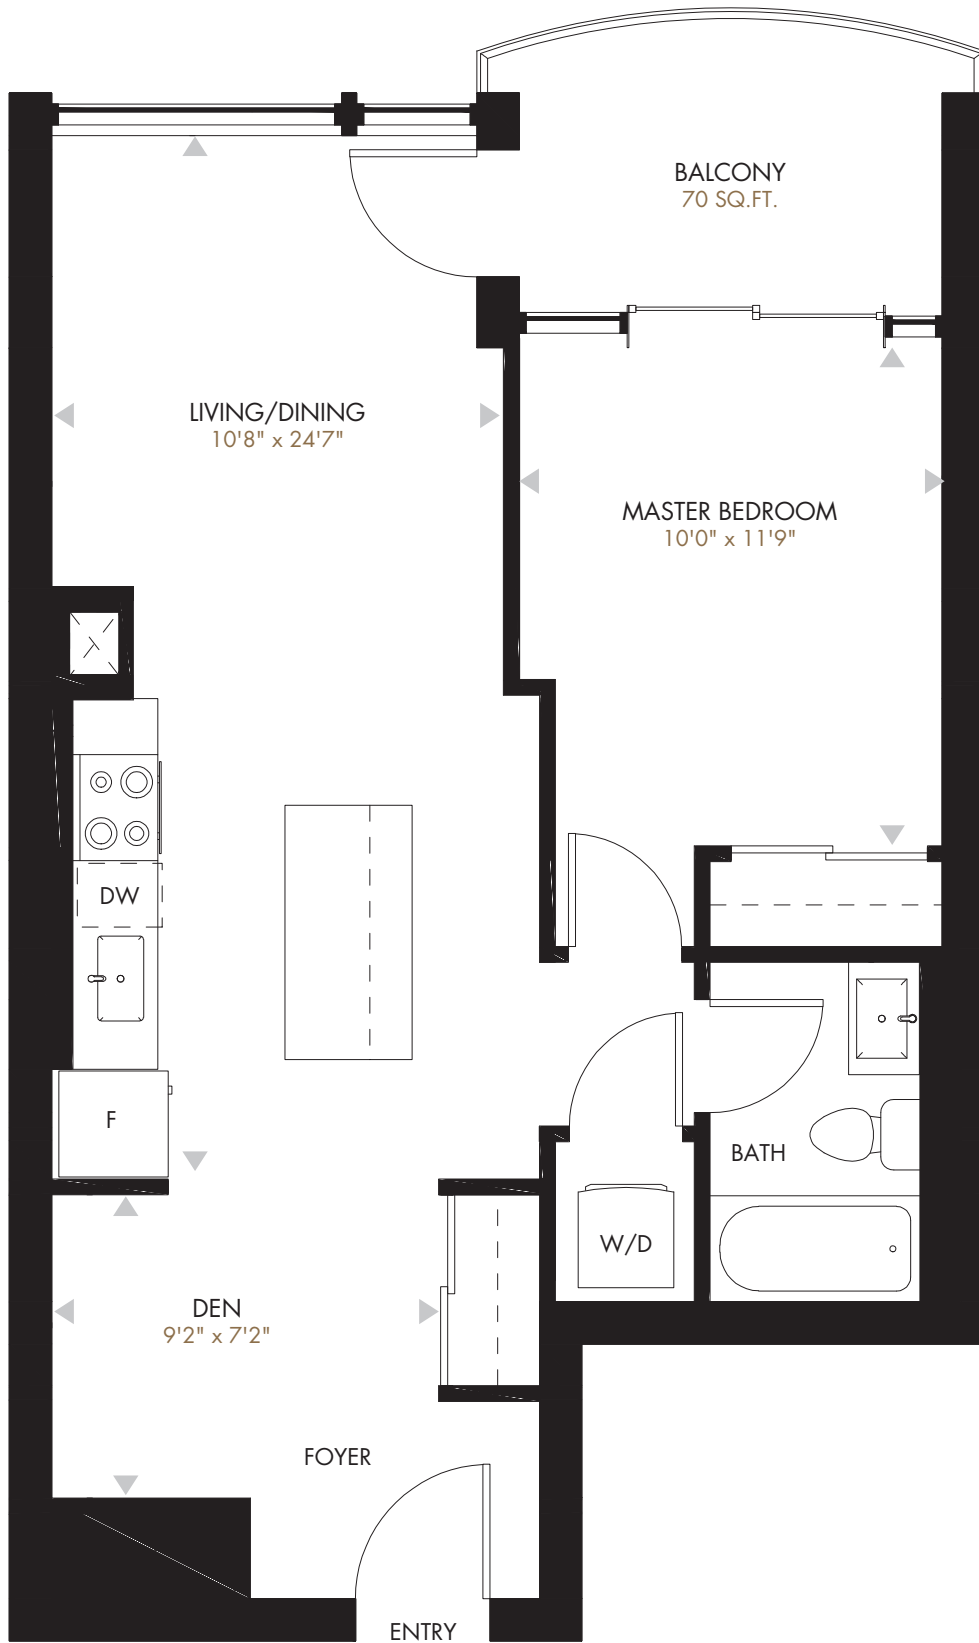 BALCONY
70 SQ.FT.
LIVING/DINING
10'8" x 24'7"
MASTER BEDROOM
10'0" x 11'9"
DW
F
BATH
W/D
DEN
9'2" x 7'2"
FOYER
ENTRY